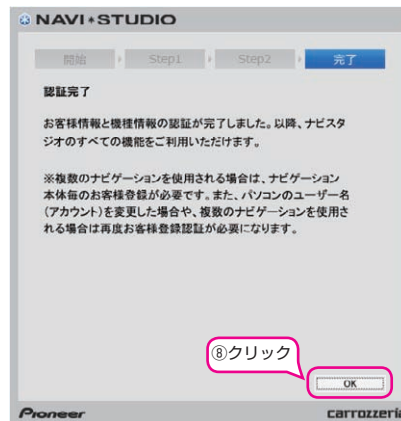 NAVI*STUDIO
開始 Step1 Step2 完了
認証完了
お客様情報と機種情報の認証が完了しました。以降、ナビスタ
ジオのすべての機能をご利用いただけます。
※複数のナビゲーションを使用される場合は、ナビゲーション
本体毎のお客様登録が必要です。また、パソコンのユーザー名
(アカウント)を変更した場合や、複数のナビゲーションを使用さ
れる場合は再度お客様登録認証が必要になります。
⑧クリック
OK
Pioneer carrozzeria